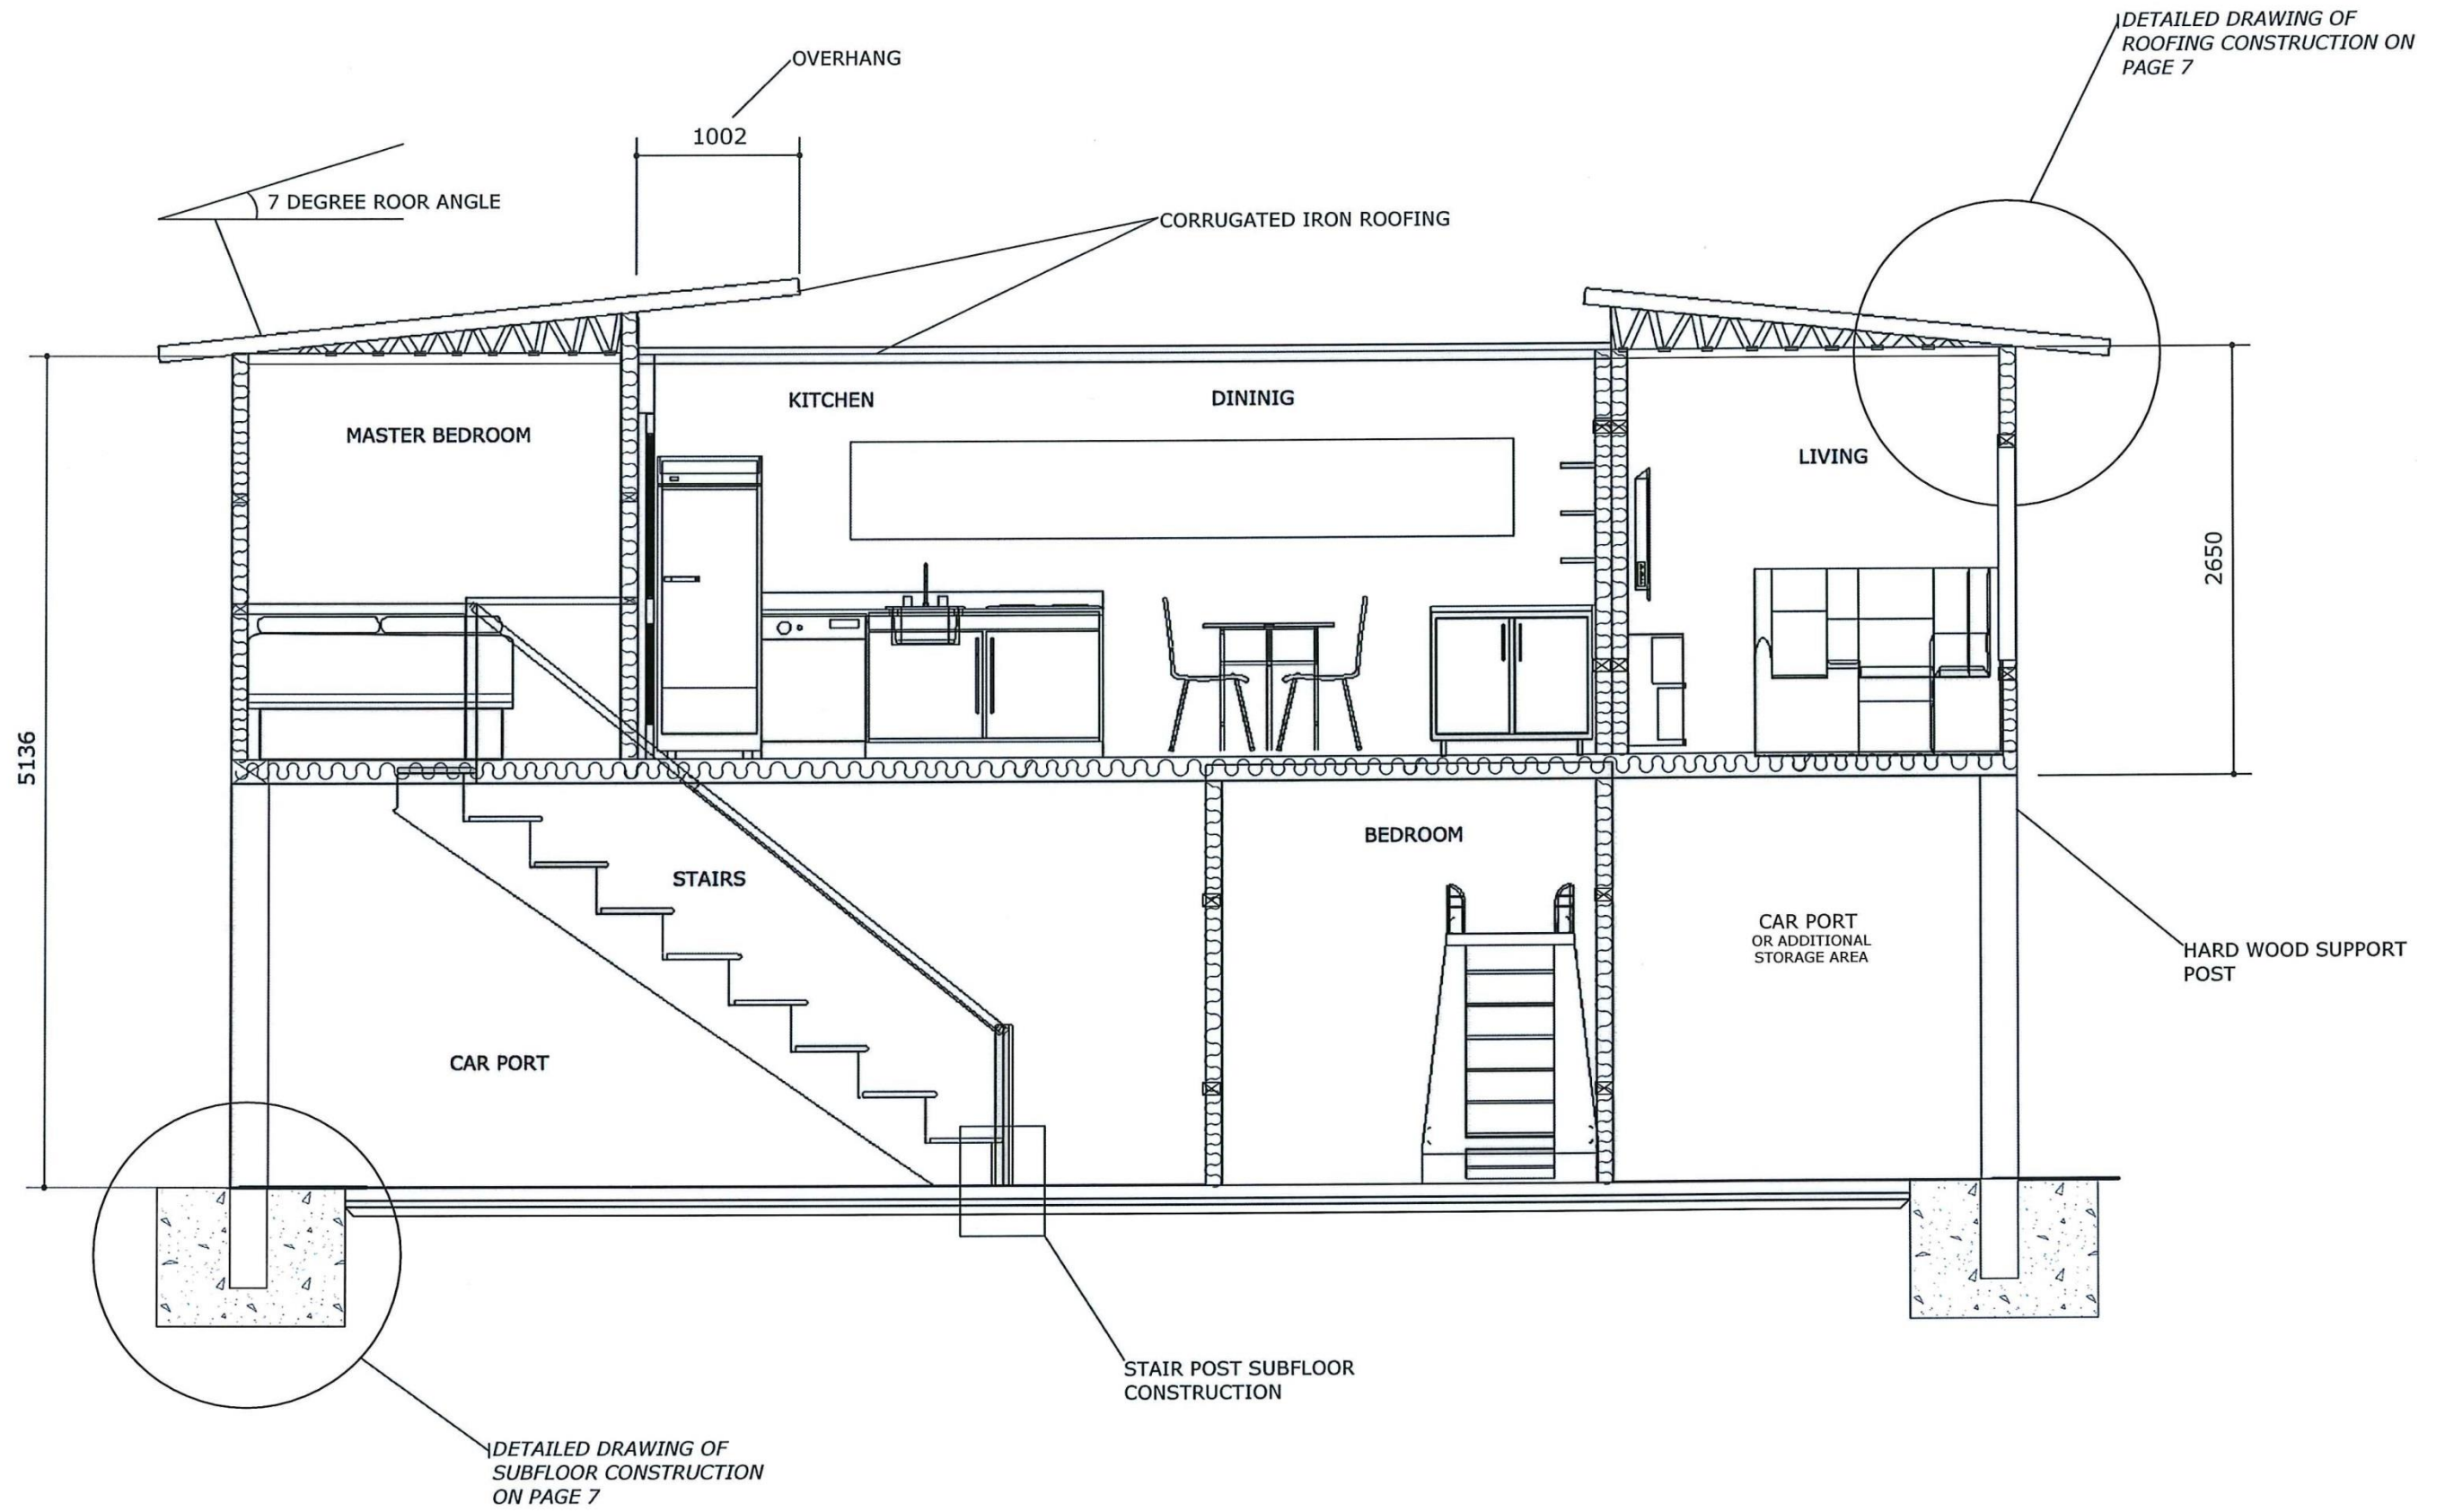 DETAILED DRAWING OF
ROOFING CONSTRUCTION ON
PAGE 7
OVERHANG
1002
7 DEGREE ROOR ANGLE
CORRUGATED IRON ROOFING
KITCHEN
DININIG
MASTER BEDROOM
LIVING
2650
5136
BEDROOM
STAIRS
CAR PORT
OR ADDITIONAL
STORAGE AREA
HARD WOOD SUPPORT
POST
CAR PORT
STAIR POST SUBFLOOR
CONSTRUCTION
DETAILED DRAWING OF
SUBFLOOR CONSTRUCTION
ON PAGE 7